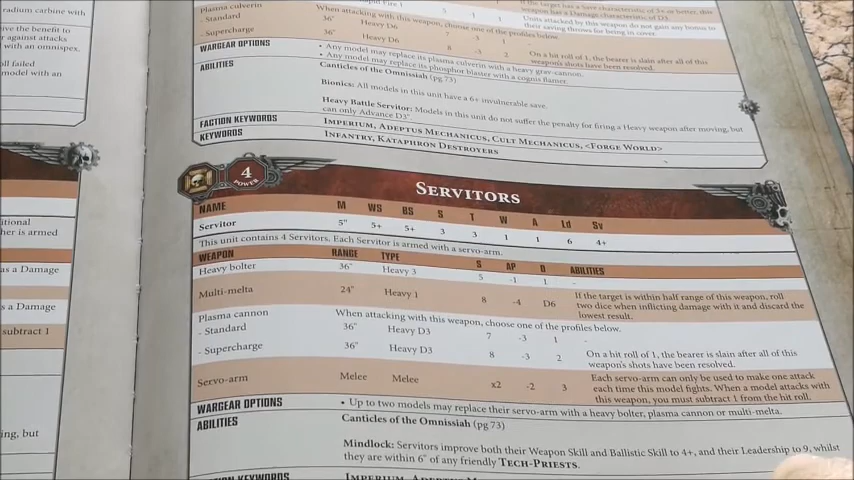 Plasma culverin
- Standard
- Supercharge
When attacking with this weapon, choose one of the profiles below.
36" Heavy D6 7 -3 1 -
36" Heavy D6 8 -3 2 On a hit roll of 1, the bearer is slain after all of this
weapon's shots have been resolved.
Units attacked by this weapon do not gain any bonus to
their saving throws for being in cover.
WARGEAR OPTIONS • Any model may replace its plasma culverin with a heavy grav-cannon.
• Any model may replace its phosphor blaster with a cognis flamer.
ABILITIES Canticles of the Omnissiah (pg 73)
Bionics: All models in this unit have a 6+ invulnerable save.
Heavy Battle Servitor: Models in this unit do not suffer the penalty for firing a Heavy weapon after moving, but
can only Advance D3".
FACTION KEYWORDS IMPERIUM, ADEPTUS MECHANICUS, CULT MECHANICUS, <FORGE WORLD>
KEYWORDS INFANTRY, KATAPHRON DESTROYERS
4
POWER
SERVITORS
NAME M WS BS S T W A Ld Sv
Servitor 5" 5+ 5+ 3 3 1 1 6 4+
This unit contains 4 Servitors. Each Servitor is armed with a servo-arm.
WEAPON RANGE TYPE S AP D ABILITIES
Heavy bolter 36" Heavy 3 5 -1 1 -
Multi-melta 24" Heavy 1 8 -4 D6 If the target is within half range of this weapon, roll
two dice when inflicting damage with it and discard the
lowest result.
Plasma cannon When attacking with this weapon, choose one of the profiles below.
- Standard 36" Heavy D3 7 -3 1 -
- Supercharge 36" Heavy D3 8 -3 2 On a hit roll of 1, the bearer is slain after all of this
weapon's shots have been resolved.
Servo-arm Melee Melee x2 -2 3 Each servo-arm can only be used to make one attack
each time this model fights. When a model attacks with
this weapon, you must subtract 1 from the hit roll.
WARGEAR OPTIONS • Up to two models may replace their servo-arm with a heavy bolter, plasma cannon or multi-melta.
ABILITIES Canticles of the Omnissiah (pg 73)
Mindlock: Servitors improve both their Weapon Skill and Ballistic Skill to 4+, and their Leadership to 9, whilst
they are within 6" of any friendly TECH-PRIESTS.
radium carbine with
r against attacks
with an omnispex.
failed
model with an
itional
her is armed
as a Damage
s a Damage
subtract 1
ing, but